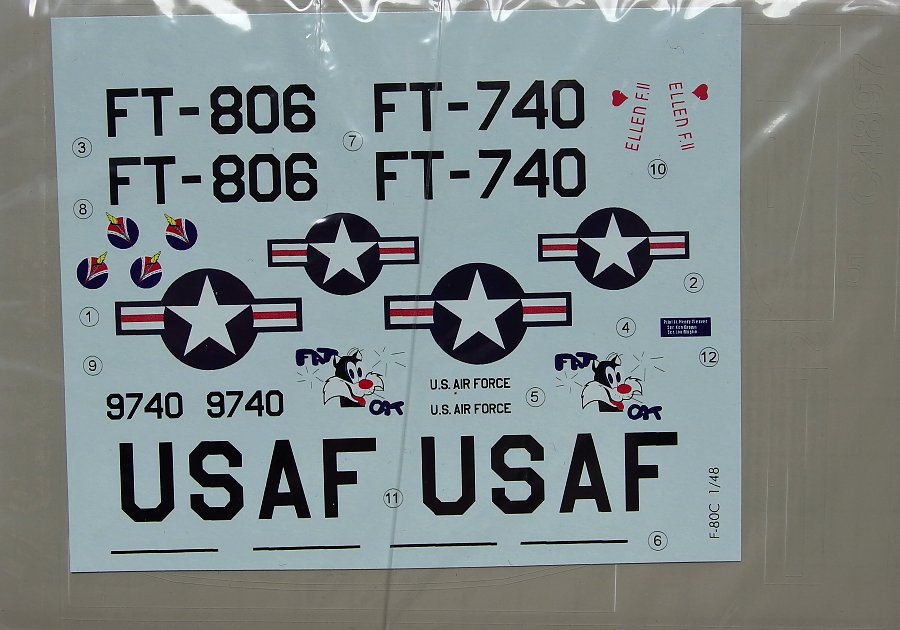 FT-806
FT-740
ELLEN F.II
ELLEN F.II
3
7
FT-806
FT-740
10
8
2
1
4
9
12
FAT
CAT
U.S. AIR FORCE
U.S. AIR FORCE
5
FAT
CAT
9740 9740
USAF
USAF
11
6
F-80C 1/48